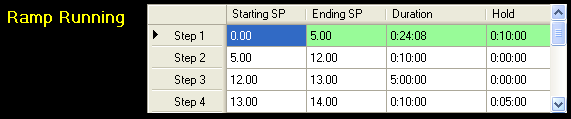 Ramp Running
Starting SP Ending SP Duration Hold
Step 1 0.00 5.00 0:24:08 0:10:00
Step 2 5.00 12.00 0:10:00 0:00:00
Step 3 12.00 13.00 5:00:00 0:00:00
Step 4 13.00 14.00 0:10:00 0:05:00